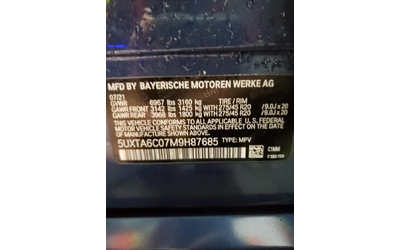 MFD BY BAYERISCHE MOTOREN WERKE AG
07/21
GVWR 6967 lbs 3160 kg TIRE / RIM
GAWR FRONT 3142 lbs 1425 kg WITH 275/45 R20 /9.0J x 20
GAWR REAR 3968 lbs 1800 kg WITH 275/45 R20 /9.0J x 20
THIS VEHICLE CONFORMS TO ALL APPLICABLE U.S. FEDERAL
MOTOR VEHICLE SAFETY STANDARDS IN EFFECT ON THE
DATE OF MANUFACTURE SHOWN ABOVE.
5UXTA6C07M9H87685 TYPE: MPV
C1MM